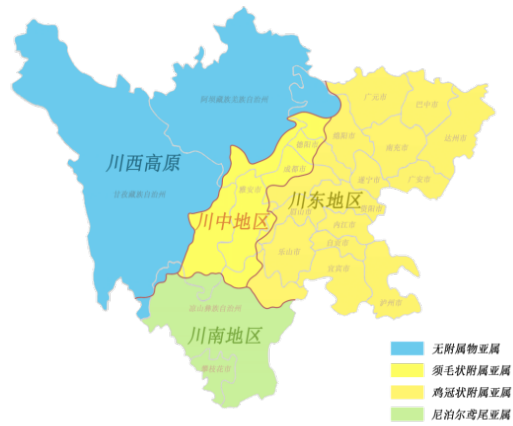 阿坝藏族羌族自治州
广元市
巴中市
达州市
绵阳市
南充市
德阳市
成都市
川西高原
甘孜藏族自治州
雅安市
遂宁市
广安市
川东地区
资阳市
眉山市
川中地区
内江市
自贡市
乐山市
宜宾市
泸州市
凉山彝族自治州
川南地区
攀枝花市
无附属物亚属
须毛状附属亚属
鸡冠状附属亚属
尼泊尔鸢尾亚属